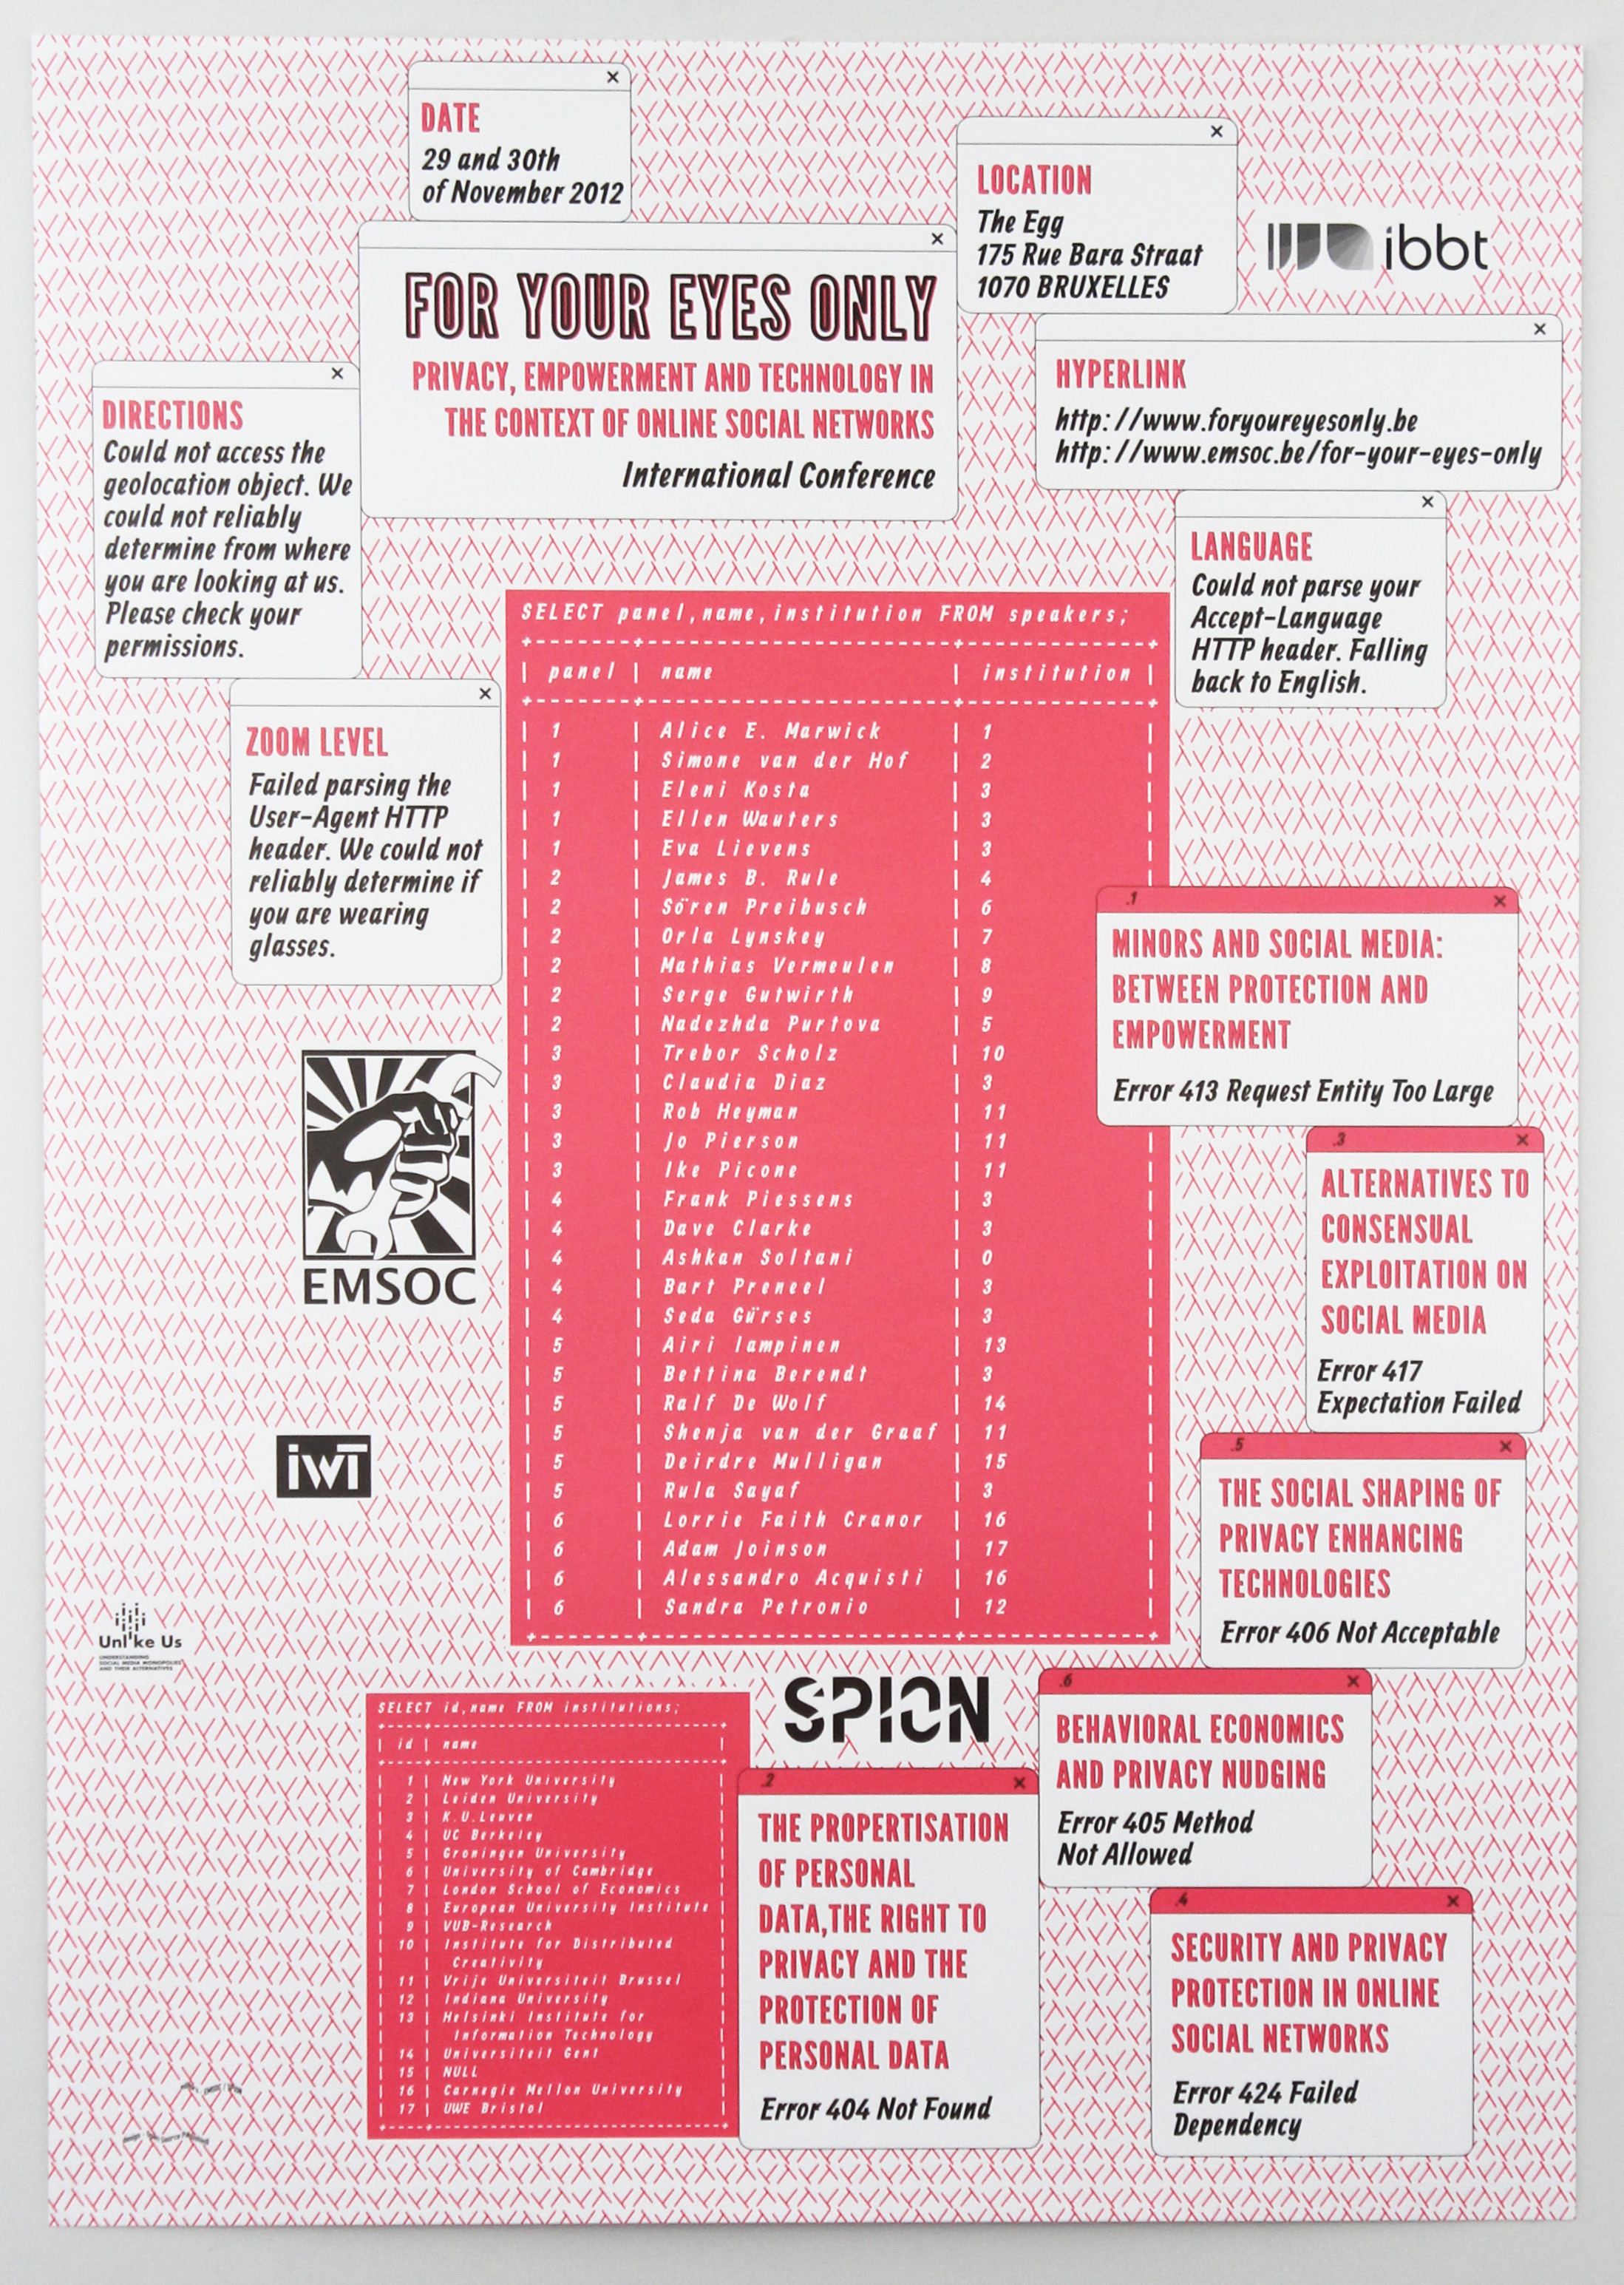 DATE
29 and 30th
of November 2012
LOCATION
The Egg
175 Rue Bara Straat
1070 BRUXELLES
ibbt
FOR YOUR EYES ONLY
PRIVACY, EMPOWERMENT AND TECHNOLOGY IN
THE CONTEXT OF ONLINE SOCIAL NETWORKS
International Conference
HYPERLINK
http://www.foryoureyesonly.be
http://www.emsoc.be/for-your-eyes-only
DIRECTIONS
Could not access the
geolocation object. We
could not reliably
determine from where
you are looking at us.
Please check your
permissions.
LANGUAGE
Could not parse your
Accept-Language
HTTP header. Falling
back to English.
ZOOM LEVEL
Failed parsing the
User-Agent HTTP
header. We could not
reliably determine if
you are wearing
glasses.
SELECT panel,name,institution FROM speakers;
| panel | name | institution |
| 1 | Alice E. Marwick | 1 |
| 1 | Simone van der Hof | 2 |
| 1 | Eleni Kosta | 3 |
| 1 | Ellen Wauters | 3 |
| 1 | Eva Lievens | 3 |
| 2 | James B. Rule | 4 |
| 2 | Sören Preibusch | 6 |
| 2 | Orla Lynskey | 7 |
| 2 | Mathias Vermeulen | 8 |
| 2 | Serge Gutwirth | 9 |
| 2 | Nadezhda Purtova | 5 |
| 3 | Trebor Scholz | 10 |
| 3 | Claudia Diaz | 3 |
| 3 | Rob Heyman | 11 |
| 3 | Jo Pierson | 11 |
| 3 | Ike Picone | 11 |
| 4 | Frank Piessens | 3 |
| 4 | Dave Clarke | 3 |
| 4 | Ashkan Soltani | 0 |
| 4 | Bart Preneel | 3 |
| 4 | Seda Gürses | 3 |
| 5 | Airi lampinen | 13 |
| 5 | Bettina Berendt | 3 |
| 5 | Ralf De Wolf | 14 |
| 5 | Shenja van der Graaf | 11 |
| 5 | Deirdre Mulligan | 15 |
| 5 | Rula Sayaf | 3 |
| 6 | Lorrie Faith Cranor | 16 |
| 6 | Adam Joinson | 17 |
| 6 | Alessandro Acquisti | 16 |
| 6 | Sandra Petronio | 12 |
.1
MINORS AND SOCIAL MEDIA:
BETWEEN PROTECTION AND
EMPOWERMENT
Error 413 Request Entity Too Large
EMSOC
.3
ALTERNATIVES TO
CONSENSUAL
EXPLOITATION ON
SOCIAL MEDIA
Error 417
Expectation Failed
iwT
.5
THE SOCIAL SHAPING OF
PRIVACY ENHANCING
TECHNOLOGIES
Error 406 Not Acceptable
Unlike Us
UNDERSTANDING
SOCIAL MEDIA MONOPOLIES
AND THEIR ALTERNATIVES
SPION
.6
BEHAVIORAL ECONOMICS
AND PRIVACY NUDGING
Error 405 Method
Not Allowed
SELECT id,name FROM institutions;
| id | name |
| 1 | New York University |
| 2 | Leiden University |
| 3 | K.U.Leuven |
| 4 | UC Berkeley |
| 5 | Groningen University |
| 6 | University of Cambridge |
| 7 | London School of Economics |
| 8 | European University Institute |
| 9 | VUB-Research |
| 10 | Institute for Distributed |
| | Creativity |
| 11 | Vrije Universiteit Brussel |
| 12 | Indiana University |
| 13 | Helsinki Institute for |
| | Information Technology |
| 14 | Universiteit Gent |
| 15 | NULL |
| 16 | Carnegie Mellon University |
| 17 | UWE Bristol |
.2
THE PROPERTISATION
OF PERSONAL
DATA,THE RIGHT TO
PRIVACY AND THE
PROTECTION OF
PERSONAL DATA
Error 404 Not Found
.4
SECURITY AND PRIVACY
PROTECTION IN ONLINE
SOCIAL NETWORKS
Error 424 Failed
Dependency